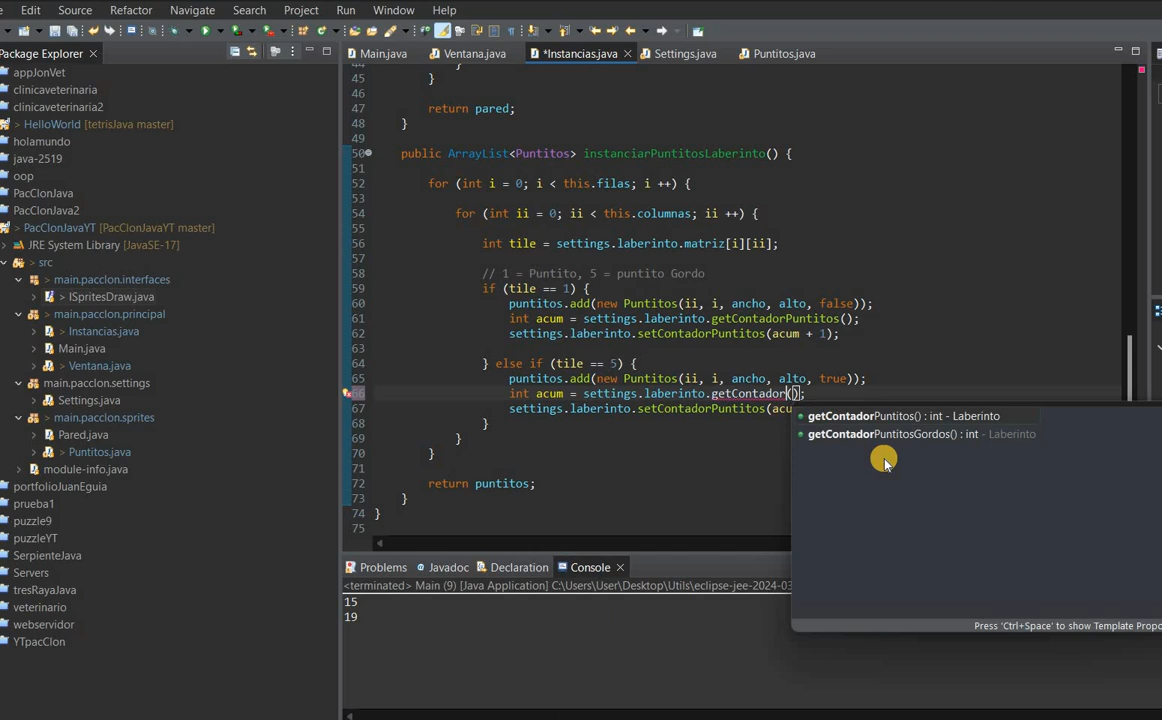 Edit Source Refactor Navigate Search Project Run Window Help
Package Explorer
Main.java Ventana.java *Instancias.java Settings.java Puntitos.java
appJonVet
clinicaveterinaria
clinicaveterinaria2
> HelloWorld [tetrisJava master]
holamundo
java-2519
oop
PacClonJava
PacClonJava2
> PacClonJavaYT [PacClonJavaYT master]
JRE System Library [JavaSE-17]
> src
> main.pacclon.interfaces
> ISpritesDraw.java
> main.pacclon.principal
> Instancias.java
Main.java
> Ventana.java
main.pacclon.settings
Settings.java
> main.pacclon.sprites
Pared.java
> Puntitos.java
module-info.java
portfolioJuanEguia
prueba1
puzzle9
puzzleYT
SerpienteJava
Servers
tresRayaJava
veterinario
webservidor
YTpacClon
44 }
45 }
46
47 return pared;
48 }
49
50 public ArrayList<Puntitos> instanciarPuntitosLaberinto() {
51
52 for (int i = 0; i < this.filas; i ++) {
53
54 for (int ii = 0; ii < this.columnas; ii ++) {
55
56 int tile = settings.laberinto.matriz[i][ii];
57
58 // 1 = Puntito, 5 = puntito Gordo
59 if (tile == 1) {
60 puntitos.add(new Puntitos(ii, i, ancho, alto, false));
61 int acum = settings.laberinto.getContadorPuntitos();
62 settings.laberinto.setContadorPuntitos(acum + 1);
63
64 } else if (tile == 5) {
65 puntitos.add(new Puntitos(ii, i, ancho, alto, true));
66 int acum = settings.laberinto.getContador();
67 settings.laberinto.setContadorPuntitos(acu
68 }
69 }
70 }
71
72 return puntitos;
73 }
74 }
75
getContadorPuntitos() : int - Laberinto
getContadorPuntitosGordos() : int - Laberinto
Press 'Ctrl+Space' to show Template Propo
Problems Javadoc Declaration Console
<terminated> Main (9) [Java Application] C:\Users\User\Desktop\Utils\eclipse-jee-2024-03
15
19